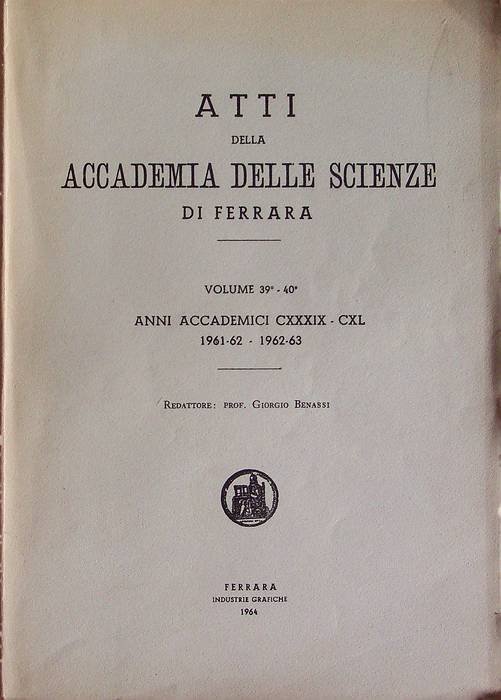 ATTI
DELLA
ACCADEMIA DELLE SCIENZE
DI FERRARA
VOLUME 39° - 40°
ANNI ACCADEMICI CXXXIX - CXL
1961-62 - 1962-63
REDATTORE: PROF. GIORGIO BENASSI
FERRARA
INDUSTRIE GRAFICHE
1964